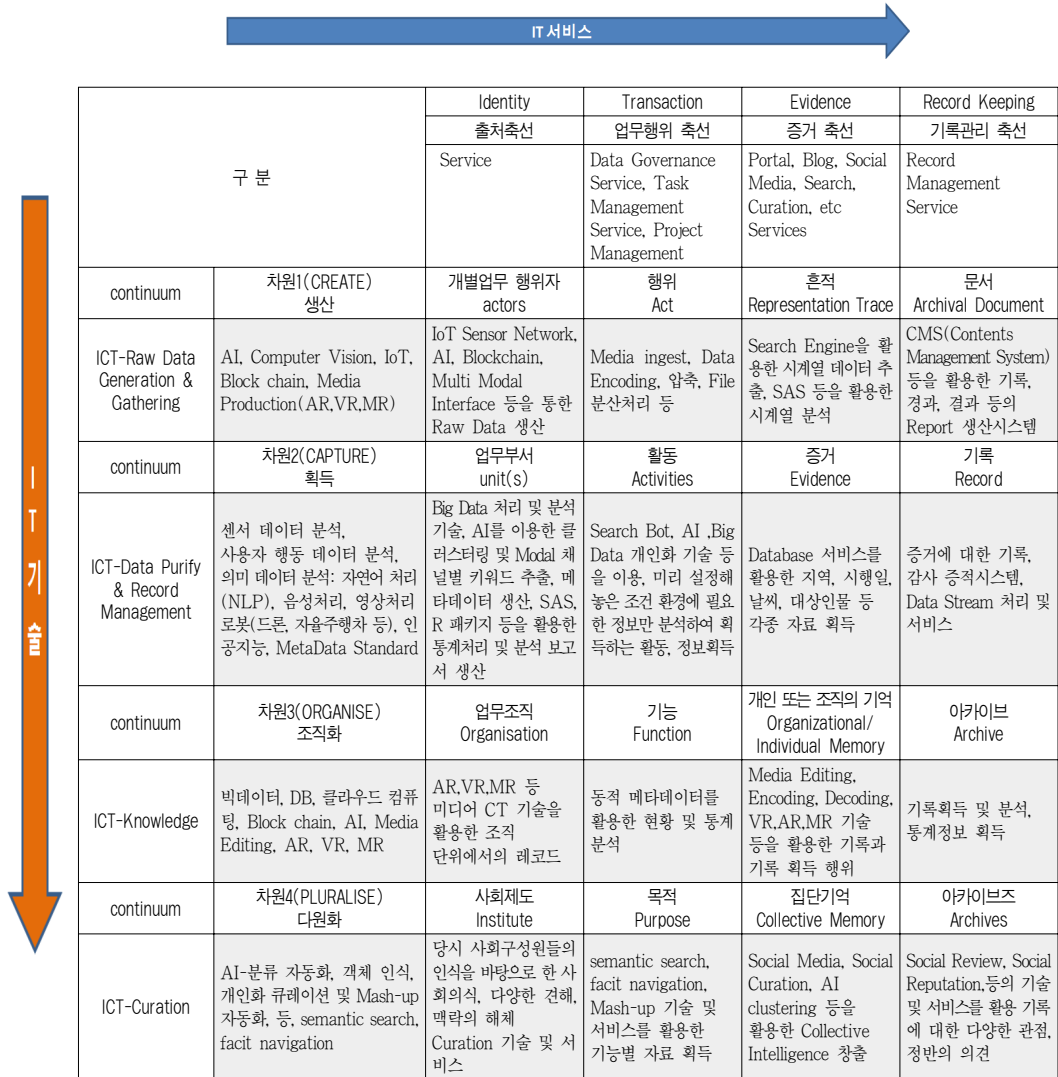 IT 서비스
IT기술
구 분
Identity
Transaction
Evidence
Record Keeping
출처축선
업무행위 축선
증거 축선
기록관리 축선
Service
Data Governance
Service, Task
Management
Service, Project
Management
Portal, Blog, Social
Media, Search,
Curation, etc
Services
Record
Management
Service
continuum
차원1(CREATE)
생산
개별업무 행위자
actors
행위
Act
흔적
Representation Trace
문서
Archival Document
ICT-Raw Data
Generation &
Gathering
AI, Computer Vision, IoT,
Block chain, Media
Production(AR,VR,MR)
IoT Sensor Network,
AI, Blockchain,
Multi Modal
Interface 등을 통한
Raw Data 생산
Media ingest, Data
Encoding, 압축, File
분산처리 등
Search Engine을 활
용한 시계열 데이터 추
출, SAS 등을 활용한
시계열 분석
CMS(Contents
Management System)
등을 활용한 기록,
경과, 결과 등의
Report 생산시스템
continuum
차원2(CAPTURE)
획득
업무부서
unit(s)
활동
Activities
증거
Evidence
기록
Record
ICT-Data Purify
& Record
Management
센서 데이터 분석,
사용자 행동 데이터 분석,
의미 데이터 분석: 자연어 처리
(NLP), 음성처리, 영상처리
로봇(드론, 자율주행차 등), 인
공지능, MetaData Standard
Big Data 처리 및 분석
기술, AI를 이용한 클
러스터링 및 Modal 채
널별 키워드 추출, 메
타데이터 생산, SAS,
R 패키지 등을 활용한
통계처리 및 분석 보고
서 생산
Search Bot, AI ,Big
Data 개인화 기술 등
을 이용, 미리 설정해
놓은 조건 환경에 필요
한 정보만 분석하여 획
득하는 활동, 정보획득
Database 서비스를
활용한 지역, 시행일,
날씨, 대상인물 등
각종 자료 획득
증거에 대한 기록,
감사 증적시스템,
Data Stream 처리 및
서비스
continuum
차원3(ORGANISE)
조직화
업무조직
Organisation
기능
Function
개인 또는 조직의 기억
Organizational/
Individual Memory
아카이브
Archive
ICT-Knowledge
빅데이터, DB, 클라우드 컴퓨
팅, Block chain, AI, Media
Editing, AR, VR, MR
AR,VR,MR 등
미디어 CT 기술을
활용한 조직
단위에서의 레코드
동적 메타데이터를
활용한 현황 및 통계
분석
Media Editing,
Encoding, Decoding,
VR,AR,MR 기술
등을 활용한 기록과
기록 획득 행위
기록획득 및 분석,
통계정보 획득
continuum
차원4(PLURALISE)
다원화
사회제도
Institute
목적
Purpose
집단기억
Collective Memory
아카이브즈
Archives
ICT-Curation
AI-분류 자동화, 객체 인식,
개인화 큐레이션 및 Mash-up
자동화, 등, semantic search,
facit navigation
당시 사회구성원들의
인식을 바탕으로 한 사
회의식, 다양한 견해,
맥락의 해체
Curation 기술 및 서
비스
semantic search,
facit navigation,
Mash-up 기술 및
서비스를 활용한
기능별 자료 획득
Social Media, Social
Curation, AI
clustering 등을
활용한 Collective
Intelligence 창출
Social Review, Social
Reputation,등의 기술
및 서비스를 활용 기록
에 대한 다양한 관점,
정반의 의견